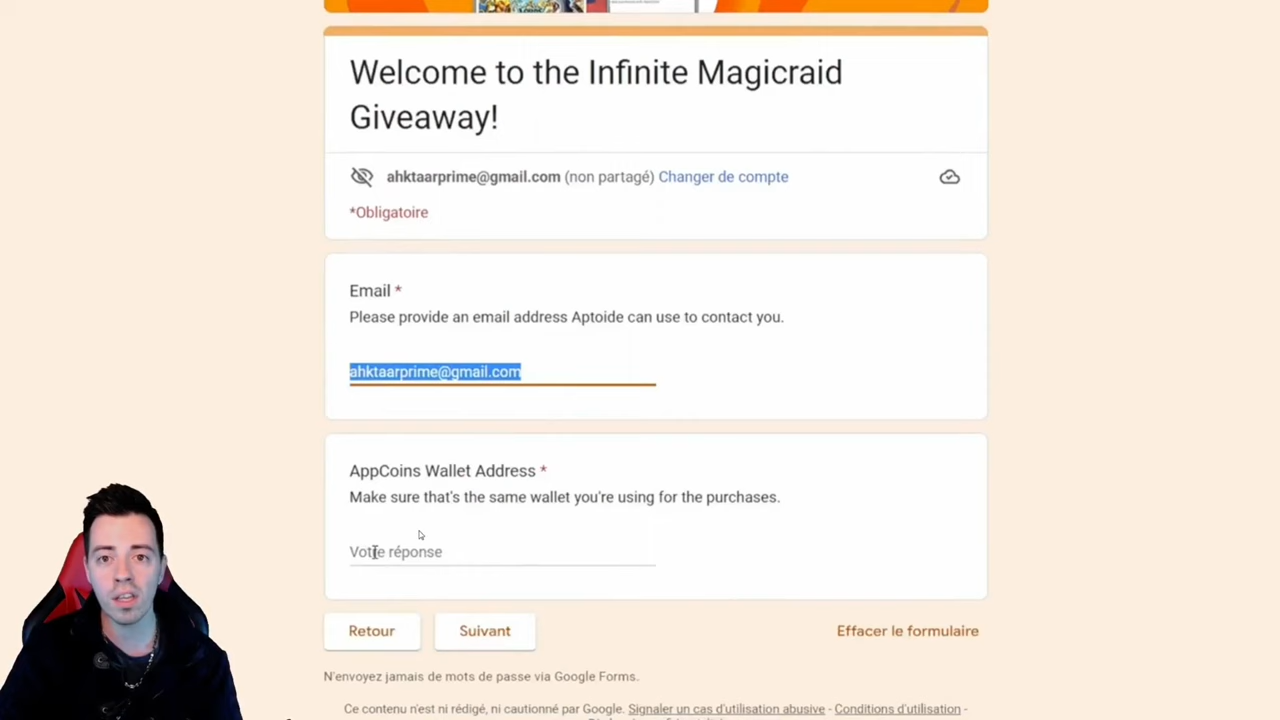 Welcome to the Infinite Magicraid
Giveaway!
ahktaarprime@gmail.com (non partagé) Changer de compte
*Obligatoire
Email *
Please provide an email address Aptoide can use to contact you.
ahktaarprime@gmail.com
AppCoins Wallet Address *
Make sure that's the same wallet you're using for the purchases.
Votre réponse
Retour
Suivant
Effacer le formulaire
N'envoyez jamais de mots de passe via Google Forms.
Ce contenu n'est ni rédigé, ni cautionné par Google. Signaler un cas d'utilisation abusive - Conditions d'utilisation -